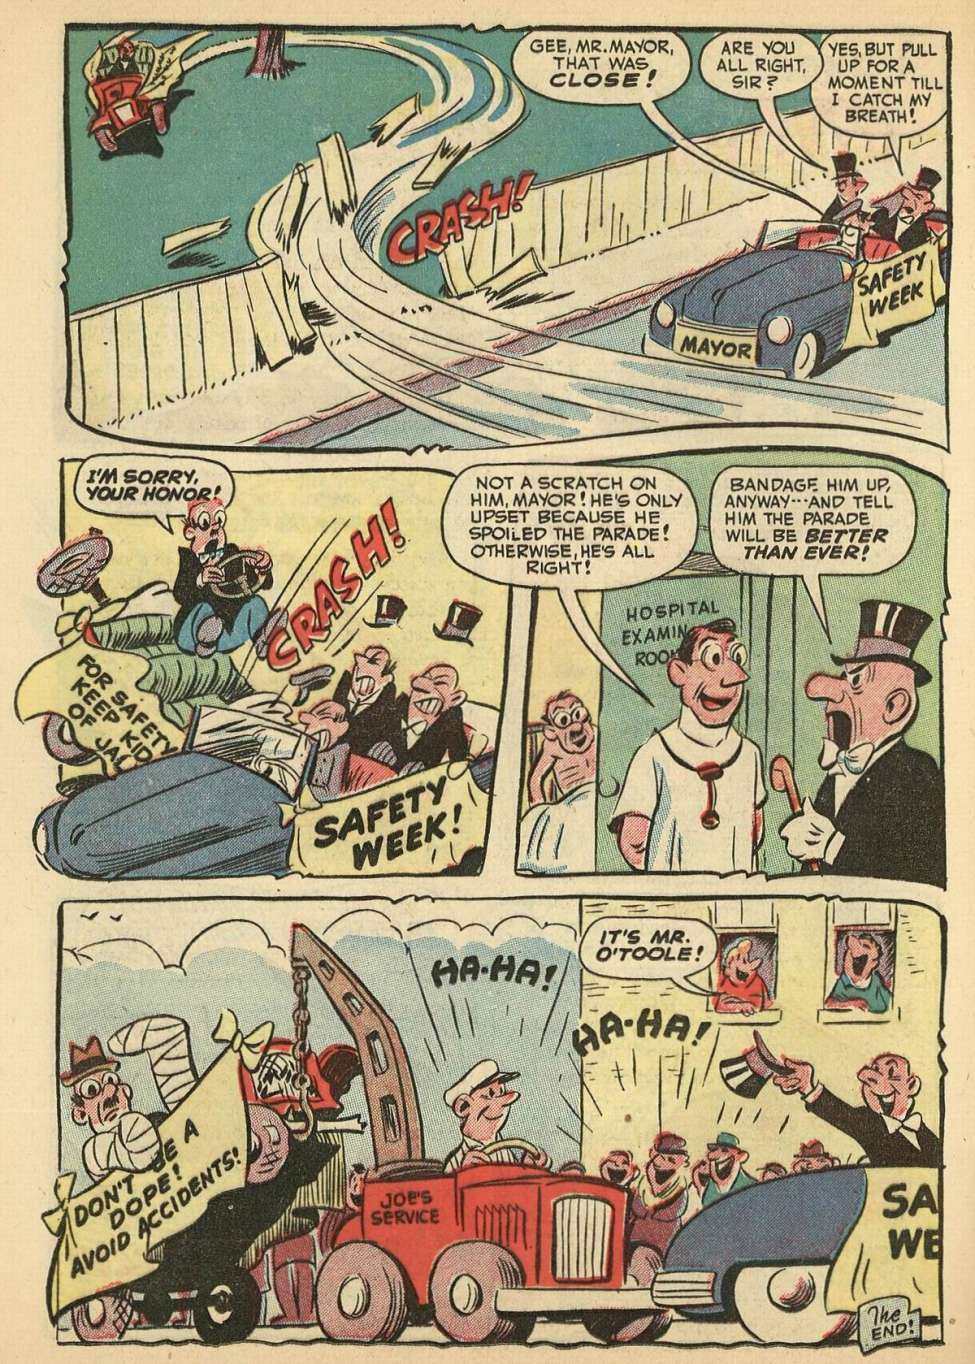 GEE, MR. MAYOR,
THAT WAS
CLOSE!
ARE YOU
ALL RIGHT,
SIR?
YES, BUT PULL
UP FOR A
MOMENT TILL
I CATCH MY
BREATH!
CRASH!
SAFETY
WEEK
MAYOR
I'M SORRY,
YOUR HONOR!
CRASH!
FOR SAFETY
KEEP KID
OF JA
SAFETY
WEEK!
NOT A SCRATCH ON
HIM, MAYOR! HE'S ONLY
UPSET BECAUSE HE
SPOILED THE PARADE!
OTHERWISE, HE'S ALL
RIGHT!
BANDAGE HIM UP,
ANYWAY---AND TELL
HIM THE PARADE
WILL BE BETTER
THAN EVER!
HOSPITAL
EXAMIN
ROO
HA-HA!
IT'S MR.
O'TOOLE!
HA-HA!
DON'T BE A
DOPE!
AVOID ACCIDENTS!
JOE'S
SERVICE
SA
WE
The
END!